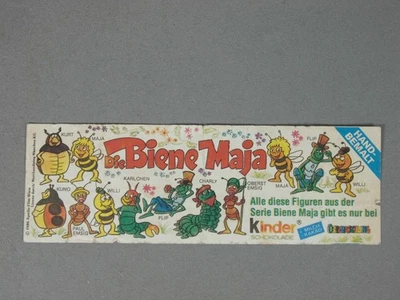 KURT
MAJA
Die Biene Maja
FLIP
HAND-
BEMALT
KUNO
PAUL
EMSIG
WILLI
KARLCHEN
FLIP
CHARLY
OBERST
EMSIG
MAJA
WILLI
Alle diese Figuren aus der
Serie Biene Maja gibt es nur bei
Kinder
SCHOKOLADE